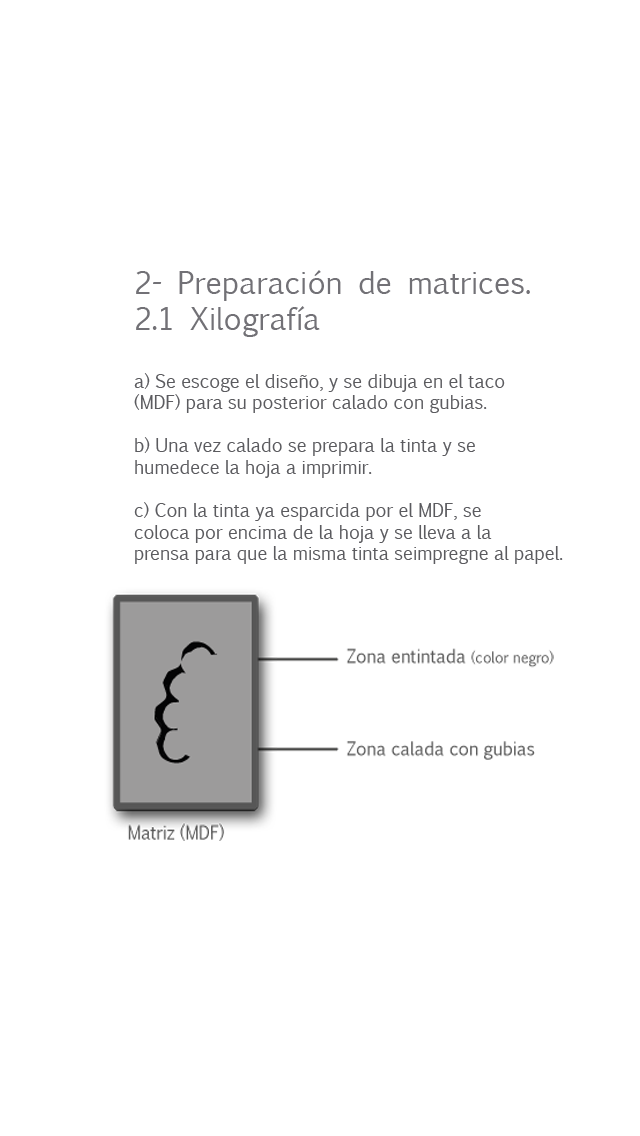 2- Preparación de matrices.
2.1 Xilografía
a) Se escoge el diseño, y se dibuja en el taco
(MDF) para su posterior calado con gubias.
b) Una vez calado se prepara la tinta y se
humedece la hoja a imprimir.
c) Con la tinta ya esparcida por el MDF, se
coloca por encima de la hoja y se lleva a la
prensa para que la misma tinta seimpregne al papel.
Zona entintada (color negro)
Zona calada con gubias
Matriz (MDF)